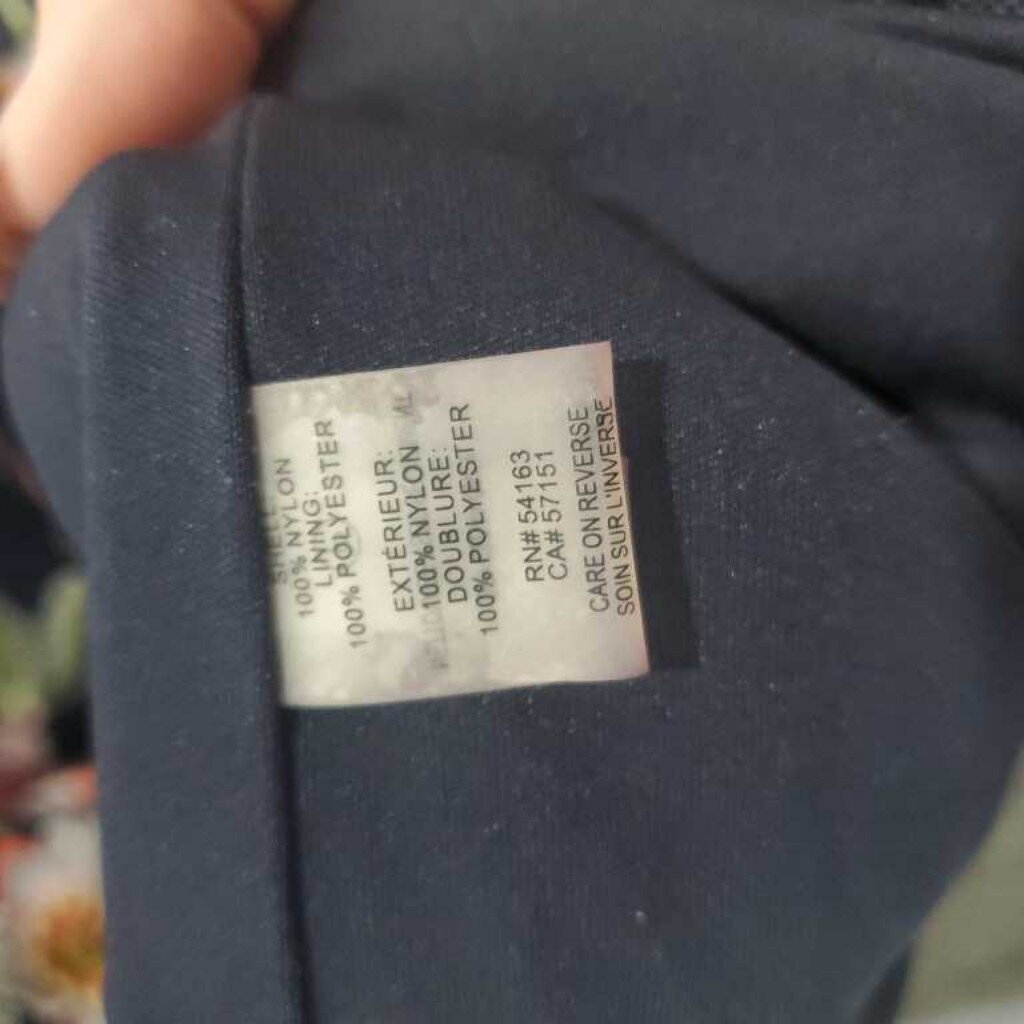 SHELL
100% NYLON
LINING:
100% POLYESTER
EXTÉRIEUR:
100% NYLON
DOUBLURE:
100% POLYESTER
RN# 54163
CA# 57151
CARE ON REVERSE
SOIN SUR L'INVERSE